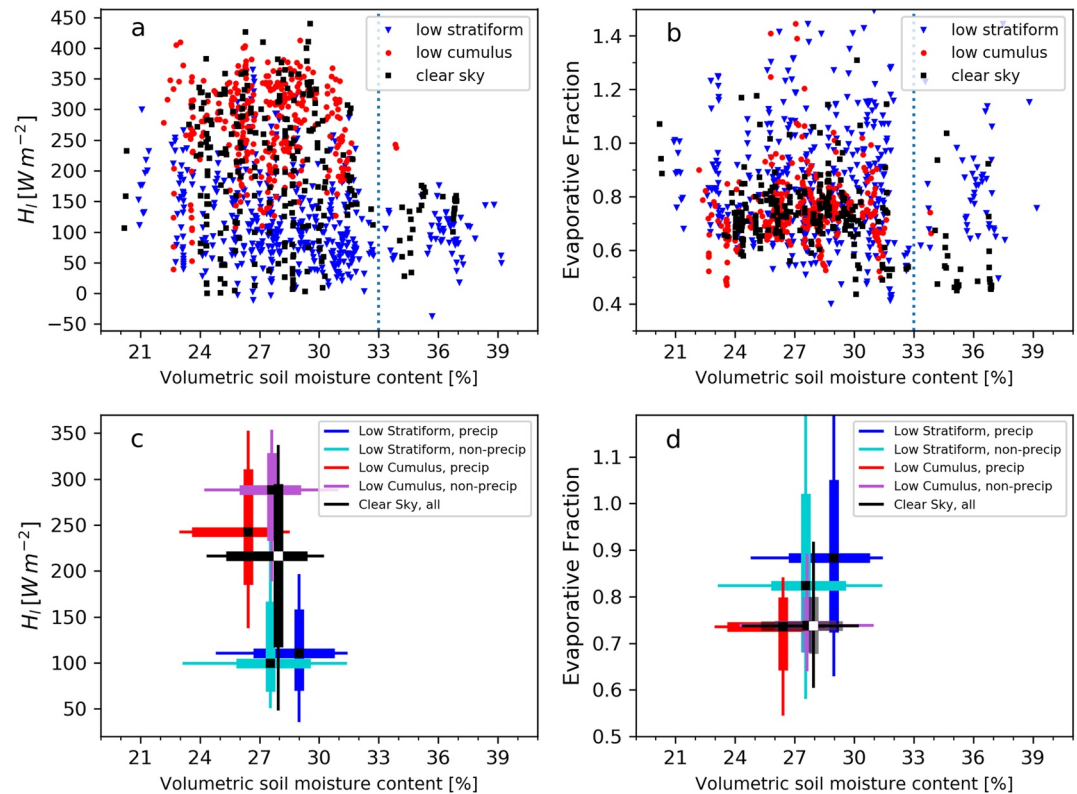 a
low stratiform
low cumulus
clear sky
450
400
350
300
250
200
150
100
50
0
−50
H_l [W m^{−2}]
21 24 27 30 33 36 39
Volumetric soil moisture content [%]
b
low stratiform
low cumulus
clear sky
1.4
1.2
1.0
0.8
0.6
0.4
Evaporative Fraction
21 24 27 30 33 36 39
Volumetric soil moisture content [%]
c
Low Stratiform, precip
Low Stratiform, non-precip
Low Cumulus, precip
Low Cumulus, non-precip
Clear Sky, all
350
300
250
200
150
100
50
H_l [W m^{−2}]
21 24 27 30 33 36 39
Volumetric soil moisture content [%]
d
Low Stratiform, precip
Low Stratiform, non-precip
Low Cumulus, precip
Low Cumulus, non-precip
Clear Sky, all
1.1
1.0
0.9
0.8
0.7
0.6
0.5
Evaporative Fraction
21 24 27 30 33 36 39
Volumetric soil moisture content [%]